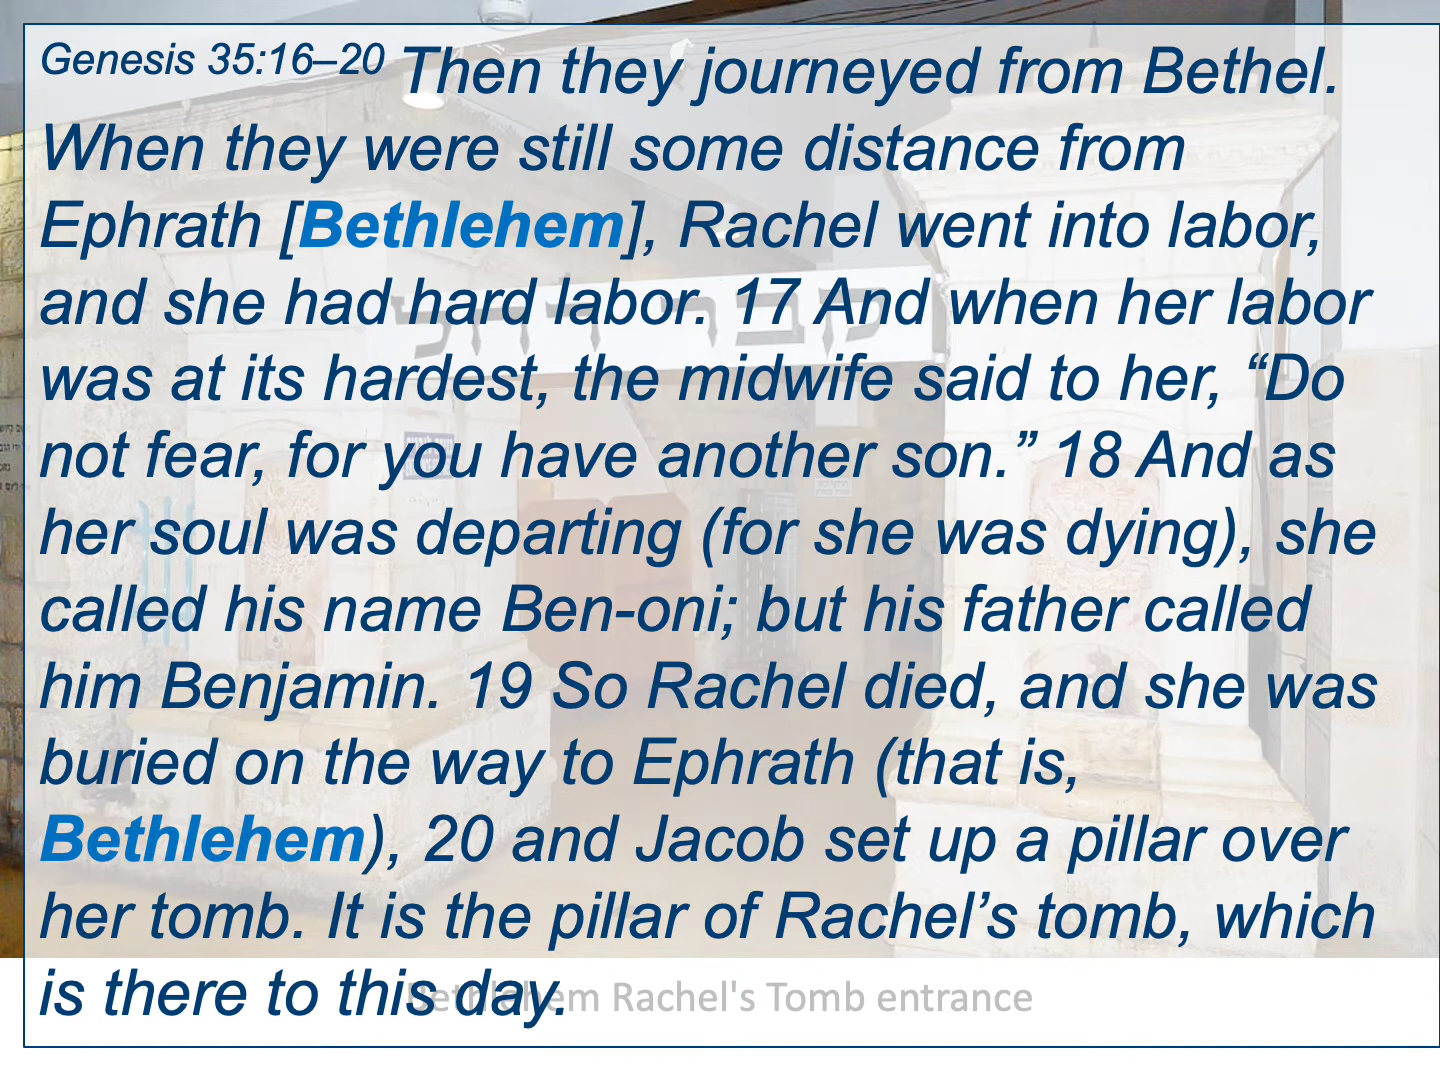 Genesis 35:16–20 Then they journeyed from Bethel.
When they were still some distance from
Ephrath [Bethlehem], Rachel went into labor,
and she had hard labor. 17 And when her labor
was at its hardest, the midwife said to her, “Do
not fear, for you have another son.” 18 And as
her soul was departing (for she was dying), she
called his name Ben-oni; but his father called
him Benjamin. 19 So Rachel died, and she was
buried on the way to Ephrath (that is,
Bethlehem), 20 and Jacob set up a pillar over
her tomb. It is the pillar of Rachel’s tomb, which
is there to this day.
קבר רחל
Bethlehem Rachel's Tomb entrance